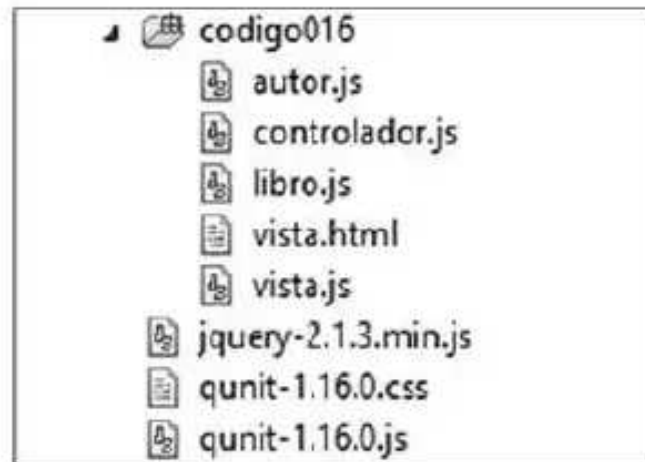 codigo016
autor.js
controlador.js
libro.js
vista.html
vista.js
jquery-2.1.3.min.js
qunit-1.16.0.css
qunit-1.16.0.js